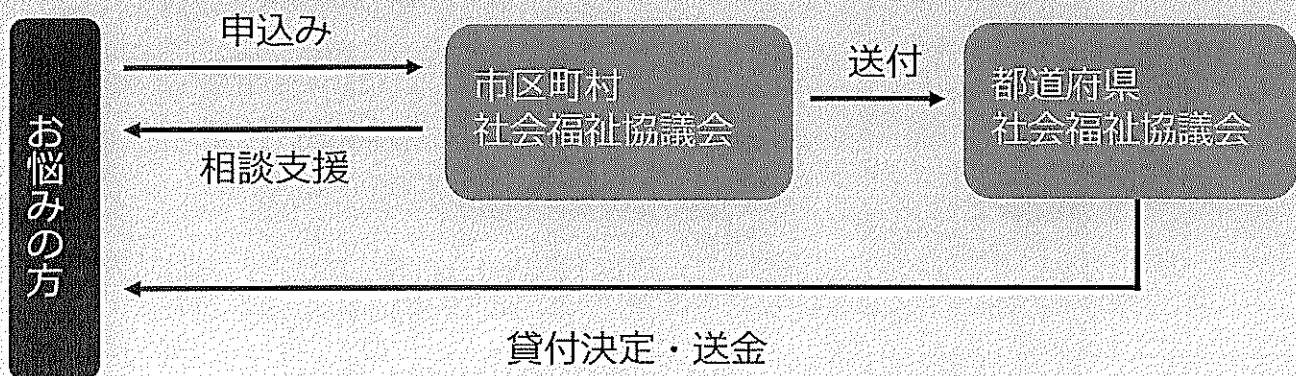 お悩みの方
申込み
相談支援
市区町村
社会福祉協議会
送付
都道府県
社会福祉協議会
貸付決定・送金